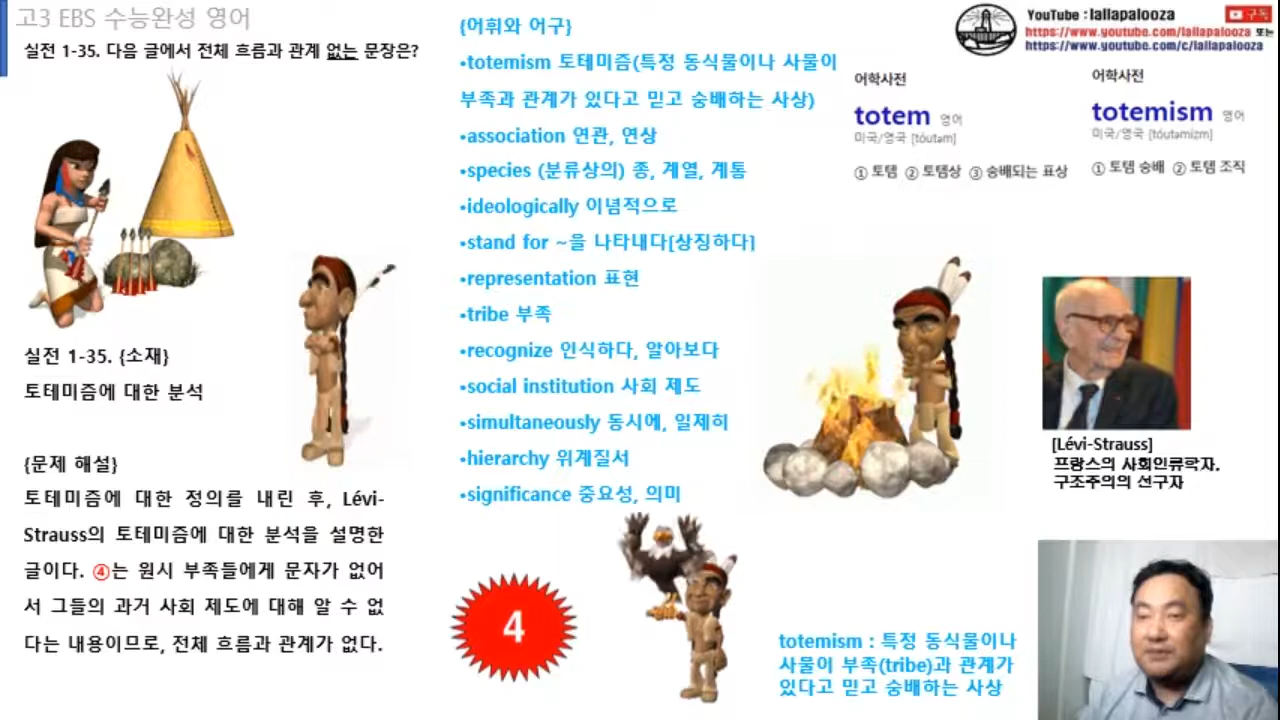 고3 EBS 수능완성 영어
실전 1-35. 다음 글에서 전체 흐름과 관계 없는 문장은?
실전 1-35. {소재}
토테미즘에 대한 분석
{문제 해설}
토테미즘에 대한 정의를 내린 후, Lévi-
Strauss의 토테미즘에 대한 분석을 설명한
글이다. ④는 원시 부족들에게 문자가 없어
서 그들의 과거 사회 제도에 대해 알 수 없
다는 내용이므로, 전체 흐름과 관계가 없다.
{어휘와 어구}
•totemism 토테미즘(특정 동식물이나 사물이
부족과 관계가 있다고 믿고 숭배하는 사상)
•association 연관, 연상
•species (분류상의) 종, 계열, 계통
•ideologically 이념적으로
•stand for ~을 나타내다[상징하다]
•representation 표현
•tribe 부족
•recognize 인식하다, 알아보다
•social institution 사회 제도
•simultaneously 동시에, 일제히
•hierarchy 위계질서
•significance 중요성, 의미
4
YouTube : lallapalooza
구독
https://www.youtube.com/lallapalooza 또는
https://www.youtube.com/c/lallapalooza
어학사전
totem 영어
미국/영국 [tóutəm]
① 토템 ② 토템상 ③ 숭배되는 표상
어학사전
totemism 영어
미국/영국 [tóutəmìzm]
① 토템 숭배 ② 토템 조직
[Lévi-Strauss]
프랑스의 사회인류학자.
구조주의의 선구자
totemism : 특정 동식물이나
사물이 부족(tribe)과 관계가
있다고 믿고 숭배하는 사상